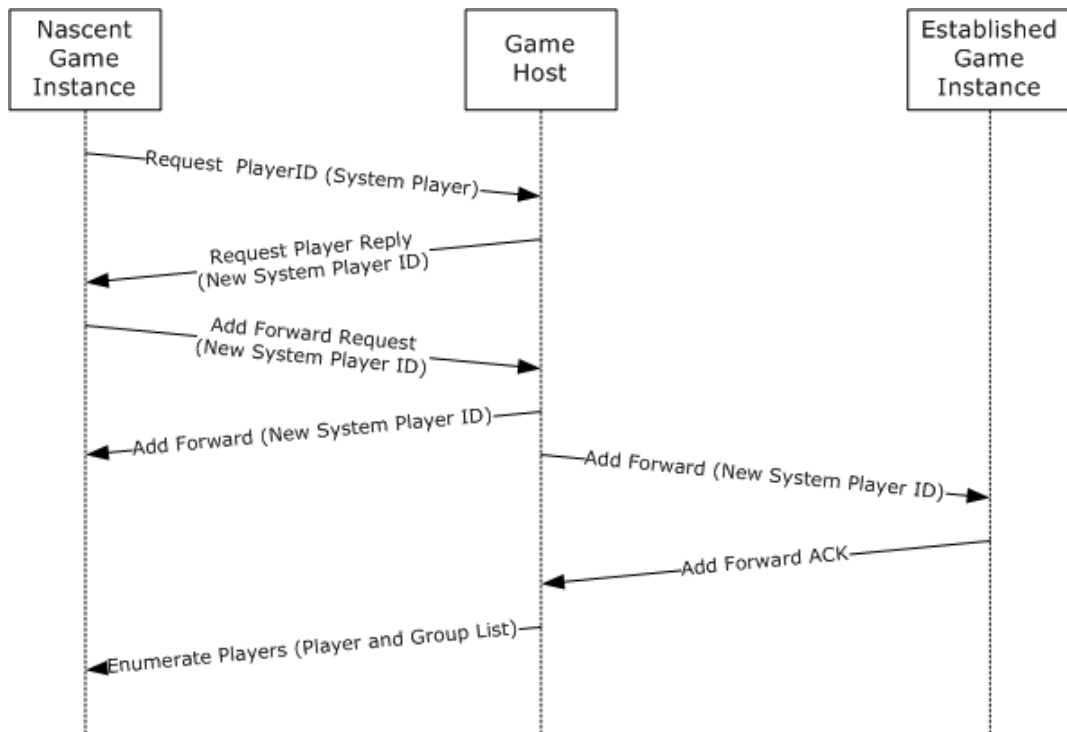 Nascent
Game
Instance
Game
Host
Established
Game
Instance
Request PlayerID (System Player)
Request Player Reply
(New System Player ID)
Add Forward Request
(New System Player ID)
Add Forward (New System Player ID)
Add Forward (New System Player ID)
Add Forward ACK
Enumerate Players (Player and Group List)